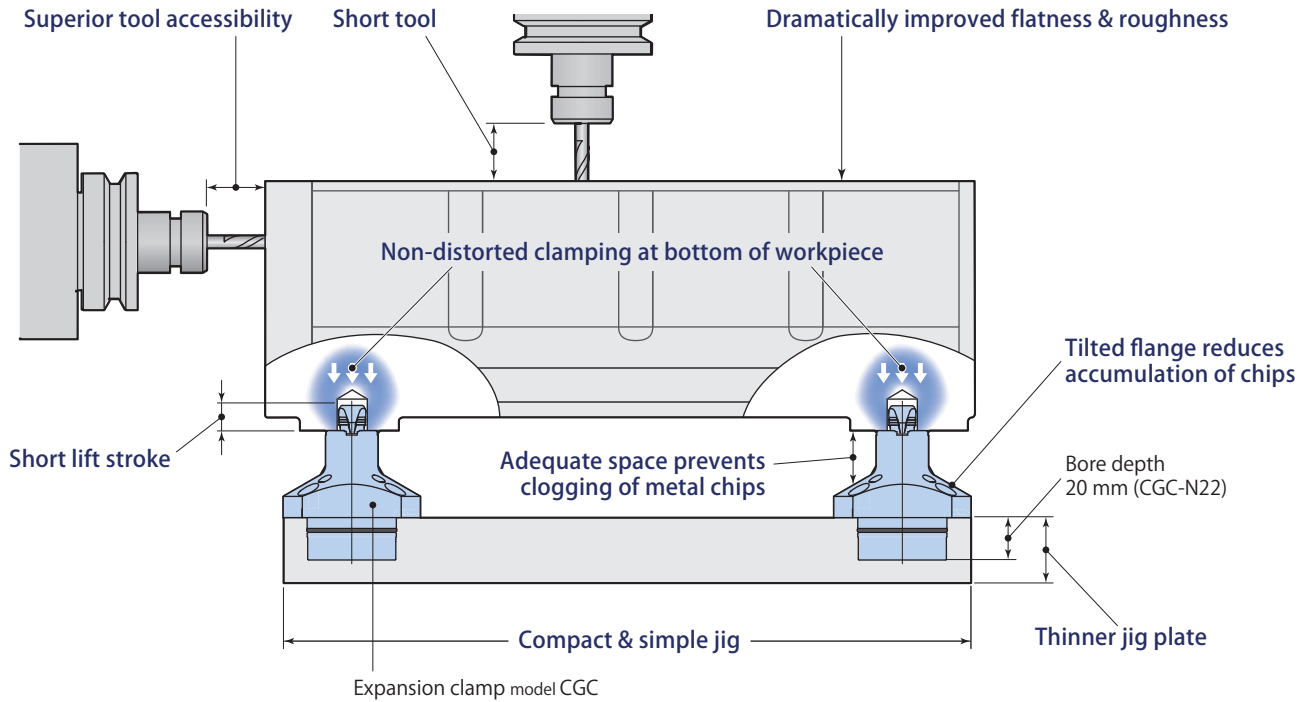 Superior tool accessibility
Short tool
Dramatically improved flatness & roughness
Non-distorted clamping at bottom of workpiece
Tilted flange reduces
accumulation of chips
Short lift stroke
Adequate space prevents
clogging of metal chips
Bore depth
20 mm (CGC-N22)
Compact & simple jig
Thinner jig plate
Expansion clamp model CGC